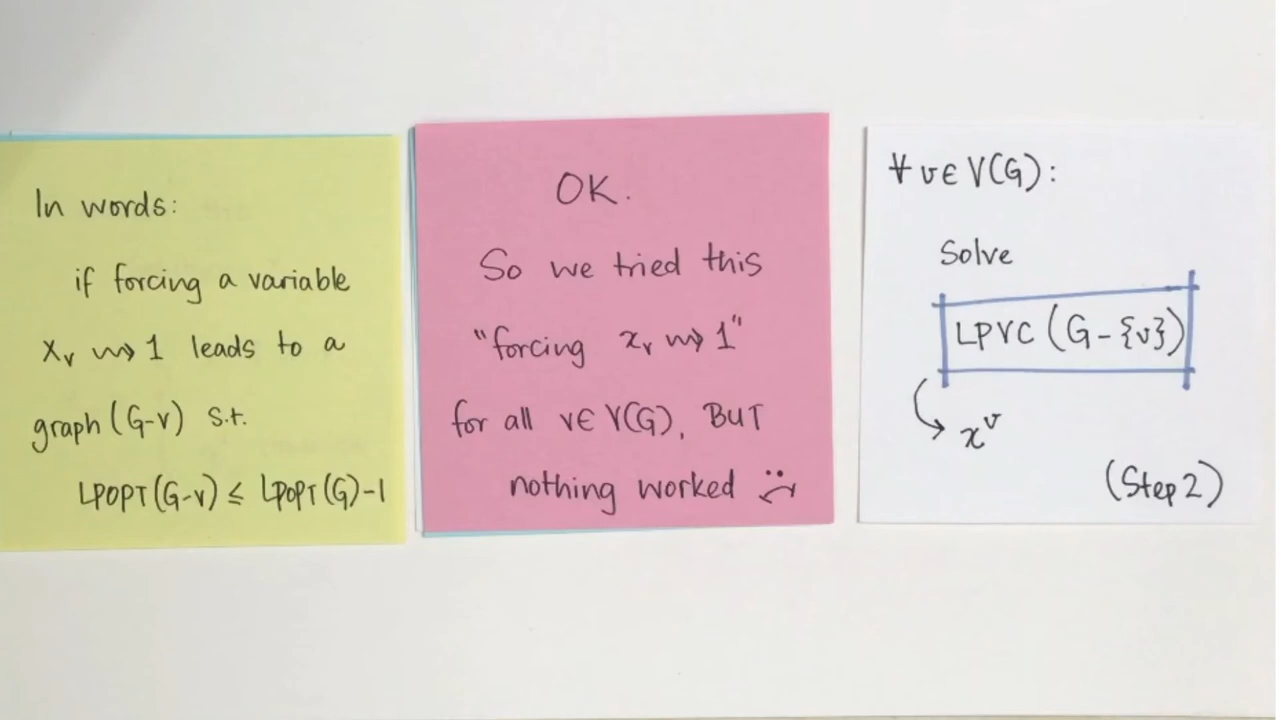 In words:
if forcing a variable
xᵥ ⇝ 1 leads to a
graph (G-v) s.t.
LPOPT(G-v) ≤ LPOPT(G)-1
OK.
So we tried this
"forcing xᵥ ⇝ 1"
for all v∈V(G), BUT
nothing worked :(
∀ v∈V(G):
Solve
LPVC (G-{v})
↳ xᵛ
(Step 2)